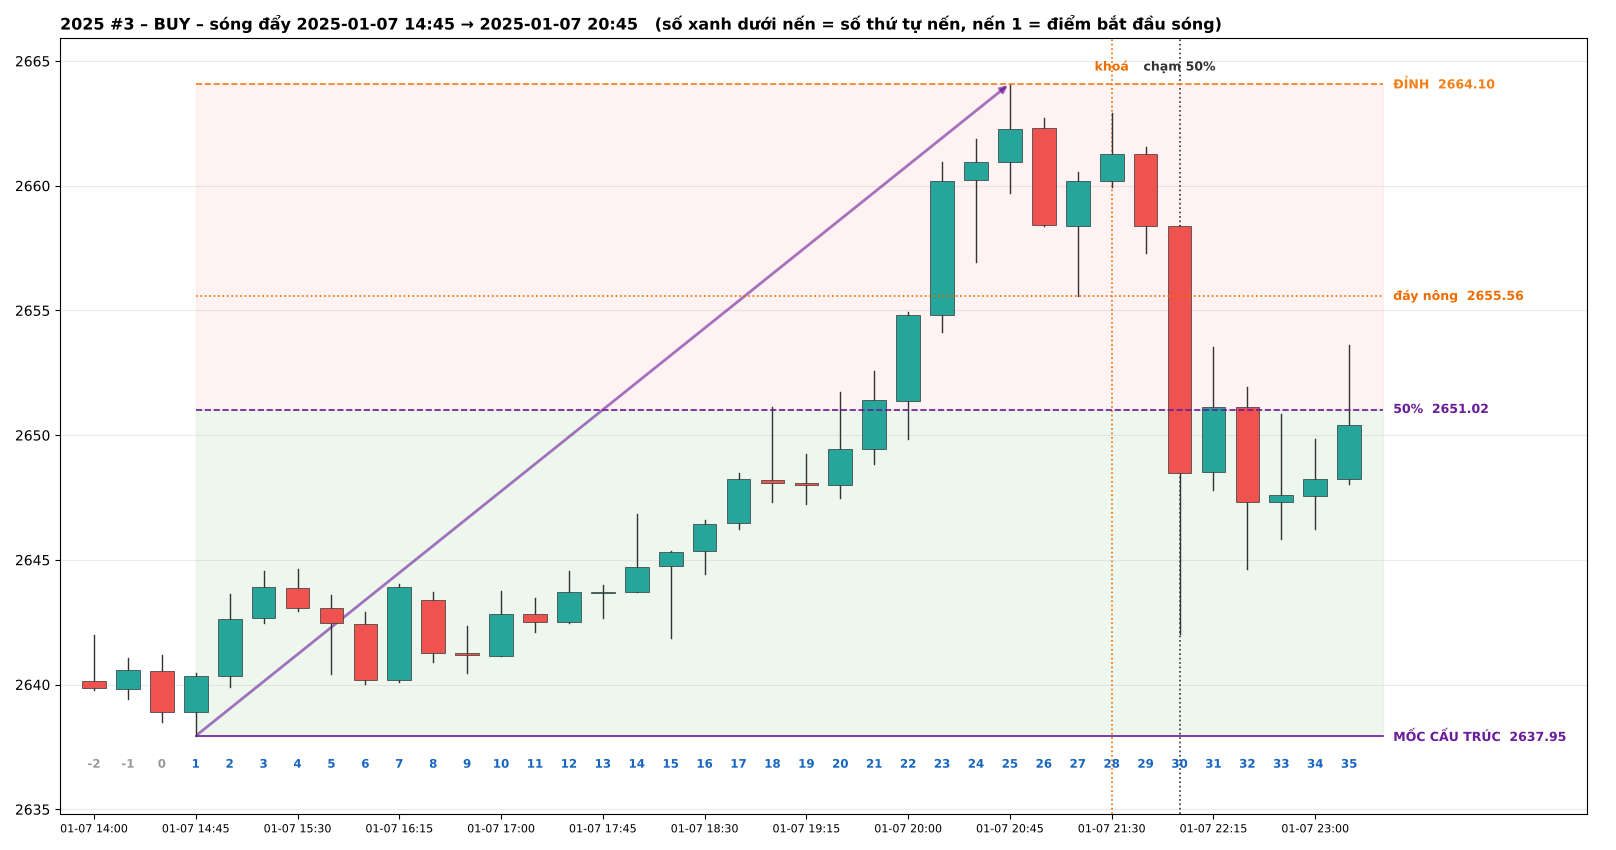 2025 #3 – BUY – sóng đẩy 2025-01-07 14:45 → 2025-01-07 20:45   (số xanh dưới nến = số thứ tự nến, nến 1 = điểm bắt đầu sóng)
2665
khoá chạm 50%
ĐỈNH 2664.10
2660
đáy nông 2655.56
2655
50% 2651.02
2650
2645
2640
MỐC CẤU TRÚC 2637.95
-2 -1 0 1 2 3 4 5 6 7 8 9 10 11 12 13 14 15 16 17 18 19 20 21 22 23 24 25 26 27 28 29 30 31 32 33 34 35
2635
01-07 14:00 01-07 14:45 01-07 15:30 01-07 16:15 01-07 17:00 01-07 17:45 01-07 18:30 01-07 19:15 01-07 20:00 01-07 20:45 01-07 21:30 01-07 22:15 01-07 23:00